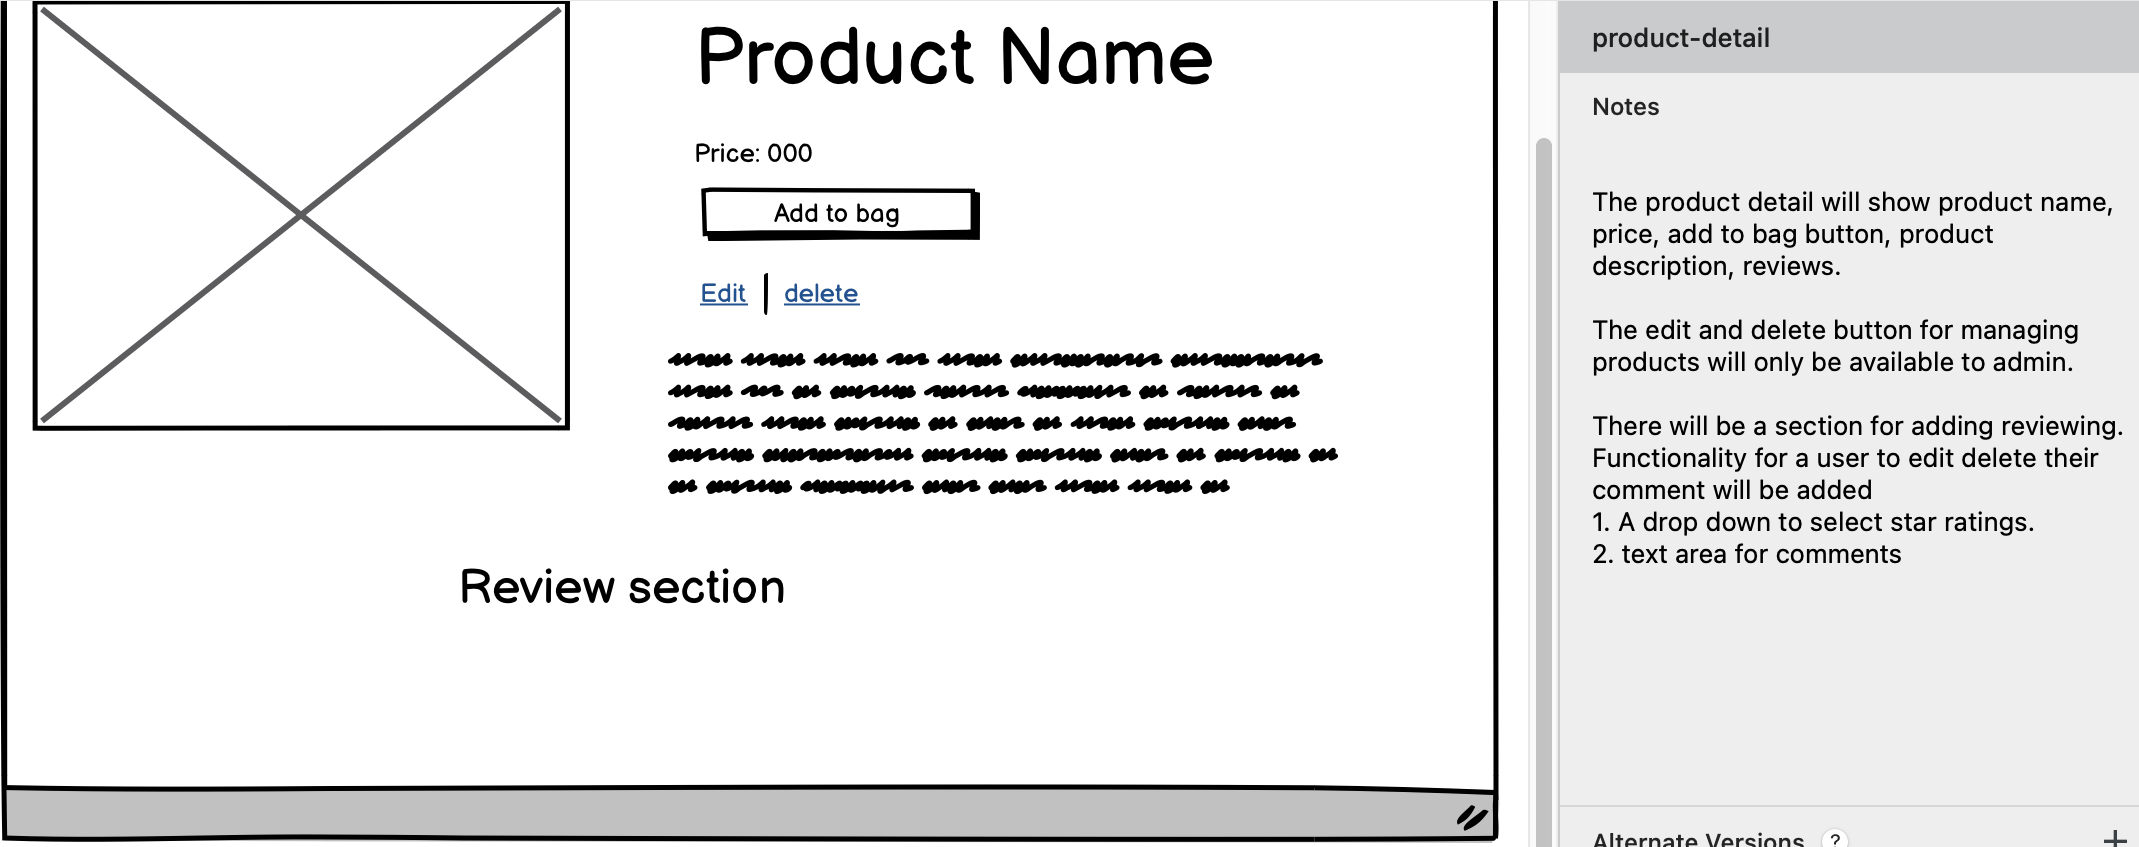 Product Name
Price: 000
Add to bag
Edit | delete
Review section
product-detail
Notes
The product detail will show product name,
price, add to bag button, product
description, reviews.
The edit and delete button for managing
products will only be available to admin.
There will be a section for adding reviewing.
Functionality for a user to edit delete their
comment will be added
1. A drop down to select star ratings.
2. text area for comments
Alternate Versions ?